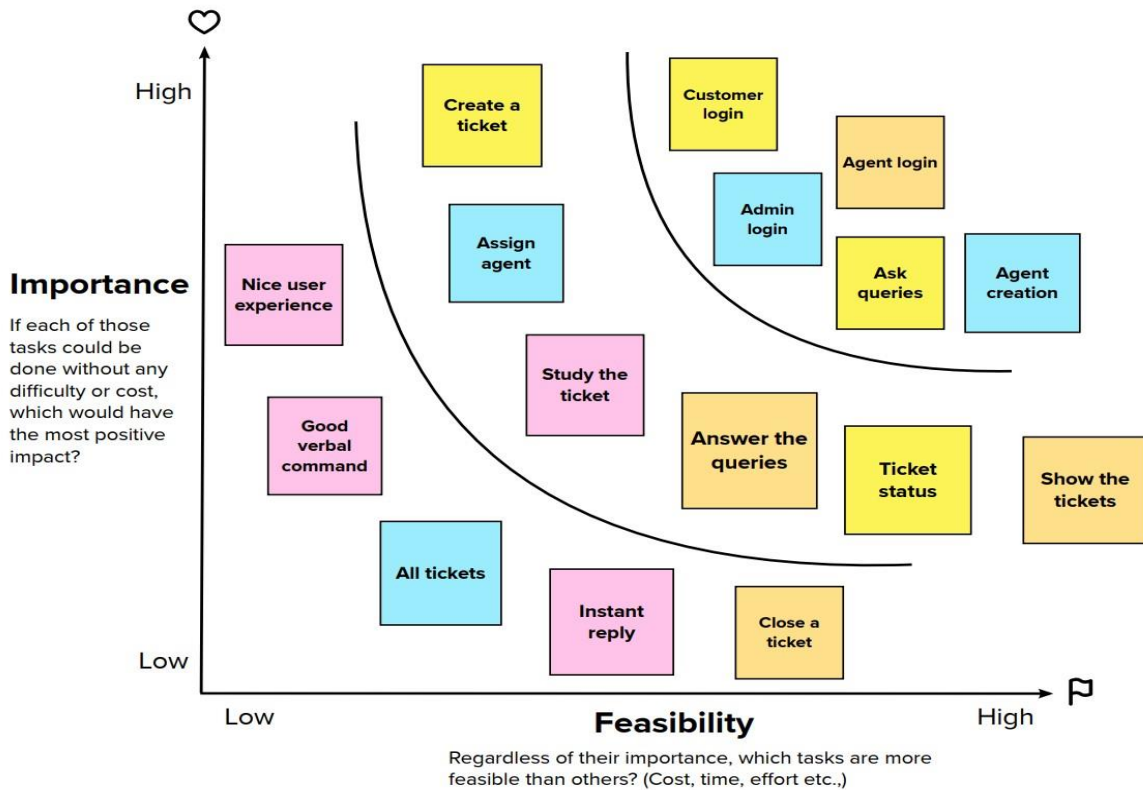 High
Create a
ticket
Customer
login
Agent login
Admin
login
Assign
agent
Ask
queries
Agent
creation
Nice user
experience
Importance
If each of those
tasks could be
done without any
difficulty or cost,
which would have
the most positive
impact?
Study the
ticket
Good
verbal
command
Answer the
queries
Ticket
status
Show the
tickets
All tickets
Instant
reply
Close a
ticket
Low
Low
Feasibility
High
Regardless of their importance, which tasks are more
feasible than others? (Cost, time, effort etc.,)